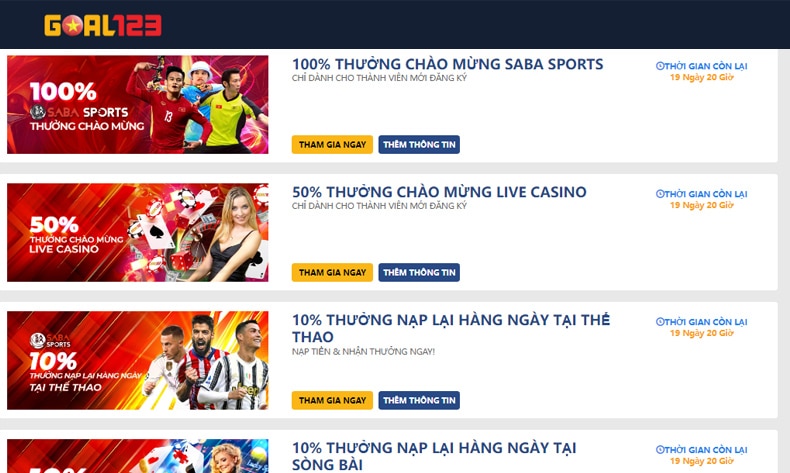 GOAL123
100%
SABA SPORTS
THƯỞNG CHÀO MỪNG
13
100% THƯỞNG CHÀO MỪNG SABA SPORTS
CHỈ DÀNH CHO THÀNH VIÊN MỚI ĐĂNG KÝ
THAM GIA NGAY THÊM THÔNG TIN
THỜI GIAN CÒN LẠI
19 Ngày 20 Giờ
50%
THƯỞNG CHÀO MỪNG
LIVE CASINO
50% THƯỞNG CHÀO MỪNG LIVE CASINO
CHỈ DÀNH CHO THÀNH VIÊN MỚI ĐĂNG KÝ
THAM GIA NGAY THÊM THÔNG TIN
THỜI GIAN CÒN LẠI
19 Ngày 20 Giờ
SABA
SPORTS
10%
THƯỞNG NẠP LẠI HÀNG NGÀY
TẠI THỂ THAO
10% THƯỞNG NẠP LẠI HÀNG NGÀY TẠI THỂ
THAO
NẠP TIỀN & NHẬN THƯỞNG NGAY!
THAM GIA NGAY THÊM THÔNG TIN
THỜI GIAN CÒN LẠI
19 Ngày 20 Giờ
10% THƯỞNG NẠP LẠI HÀNG NGÀY TẠI
SÒNG BÀI
THỜI GIAN CÒN LẠI
19 Ngày 20 Giờ